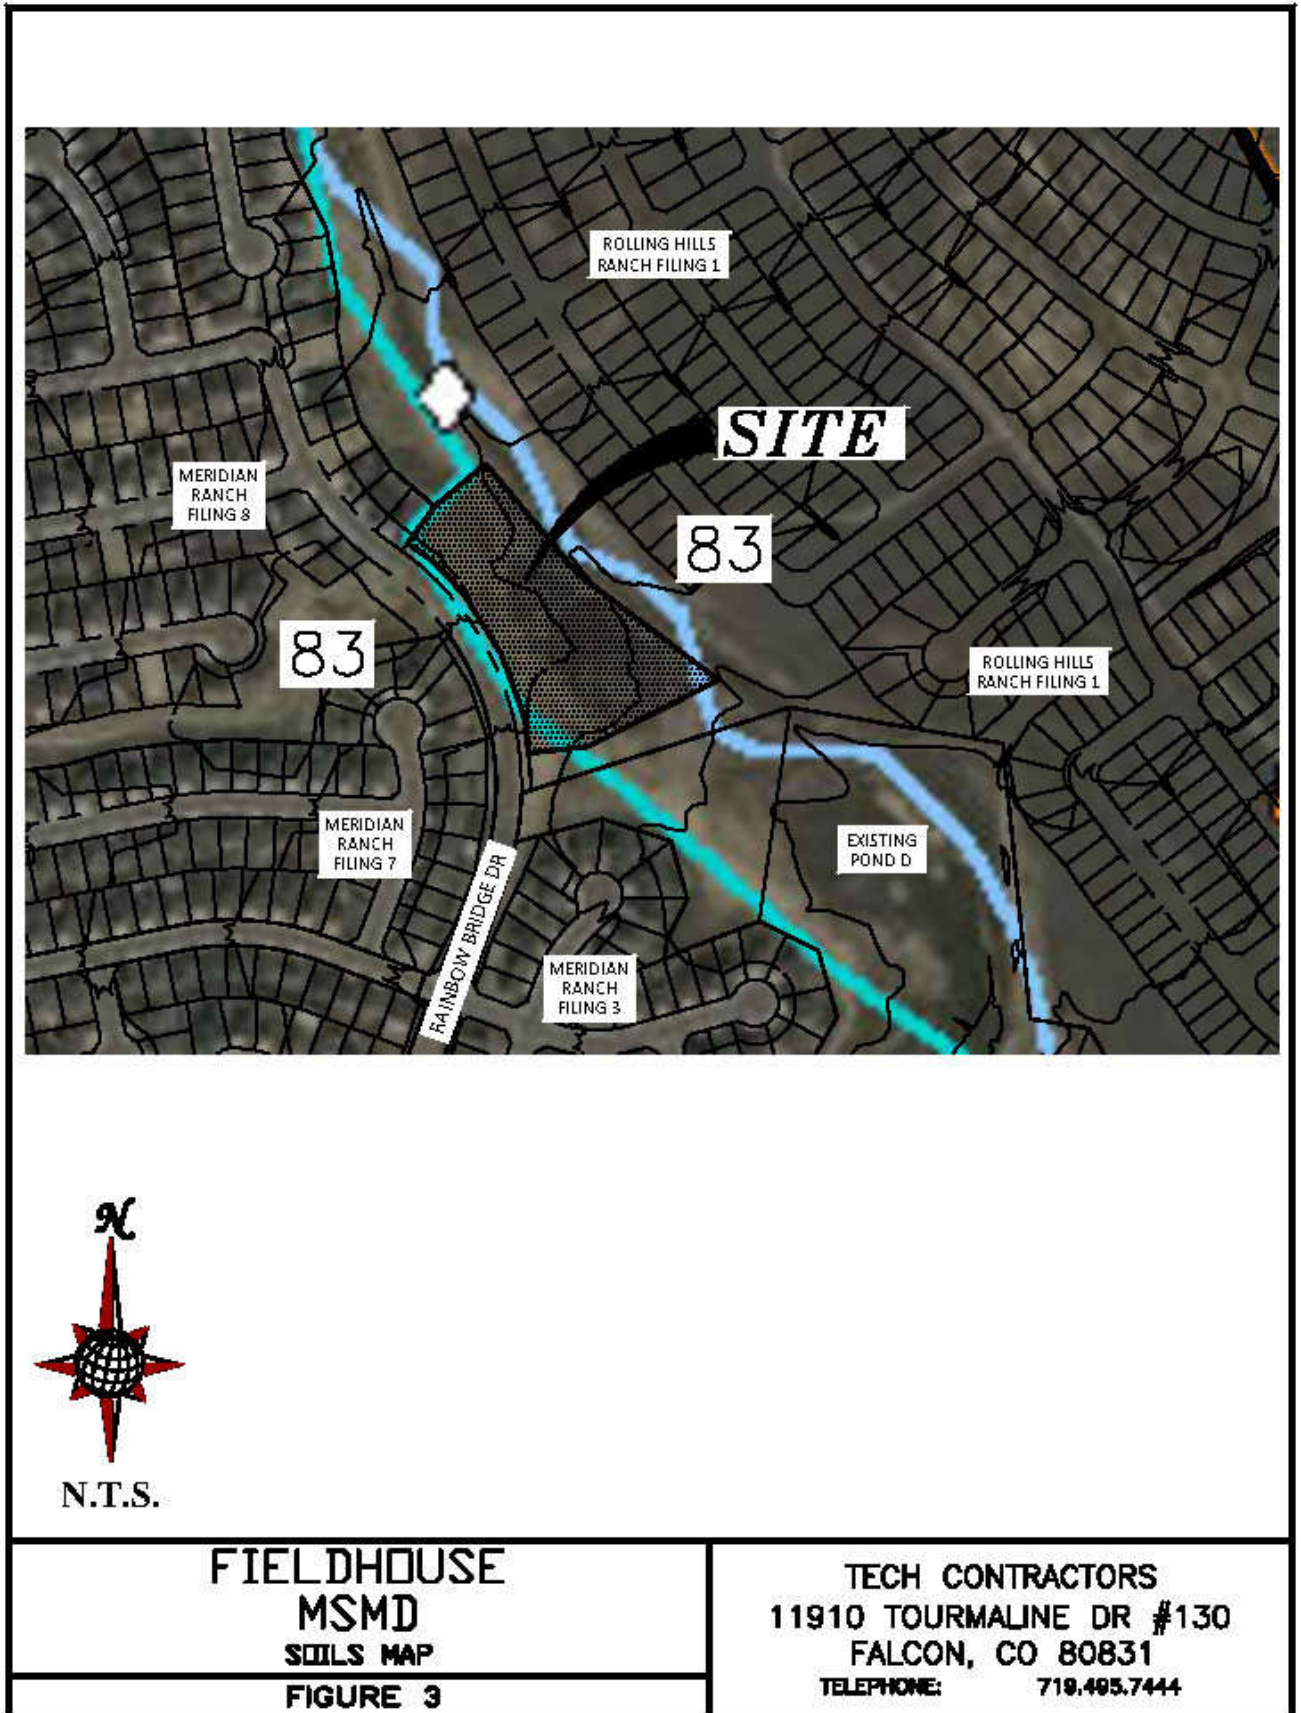 ROLLING HILLS
RANCH FILING 1
SITE
MERIDIAN
RANCH
FILING 8
83
83
ROLLING HILLS
RANCH FILING 1
MERIDIAN
RANCH
FILING 7
EXISTING
POND D
RAINBOW BRIDGE DR
MERIDIAN
RANCH
FILING 3
N
N.T.S.
FIELDHOUSE
MSMD
SOILS MAP
FIGURE 3
TECH CONTRACTORS
11910 TOURMALINE DR #130
FALCON, CO 80831
TELEPHONE: 719.495.7444